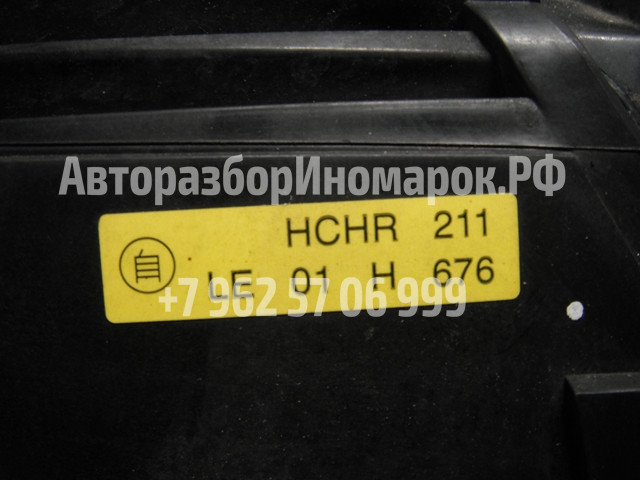 АвторазборИномарок.РФ
HCHR 211
自 LE 01 H 676
+7 962 57 06 999